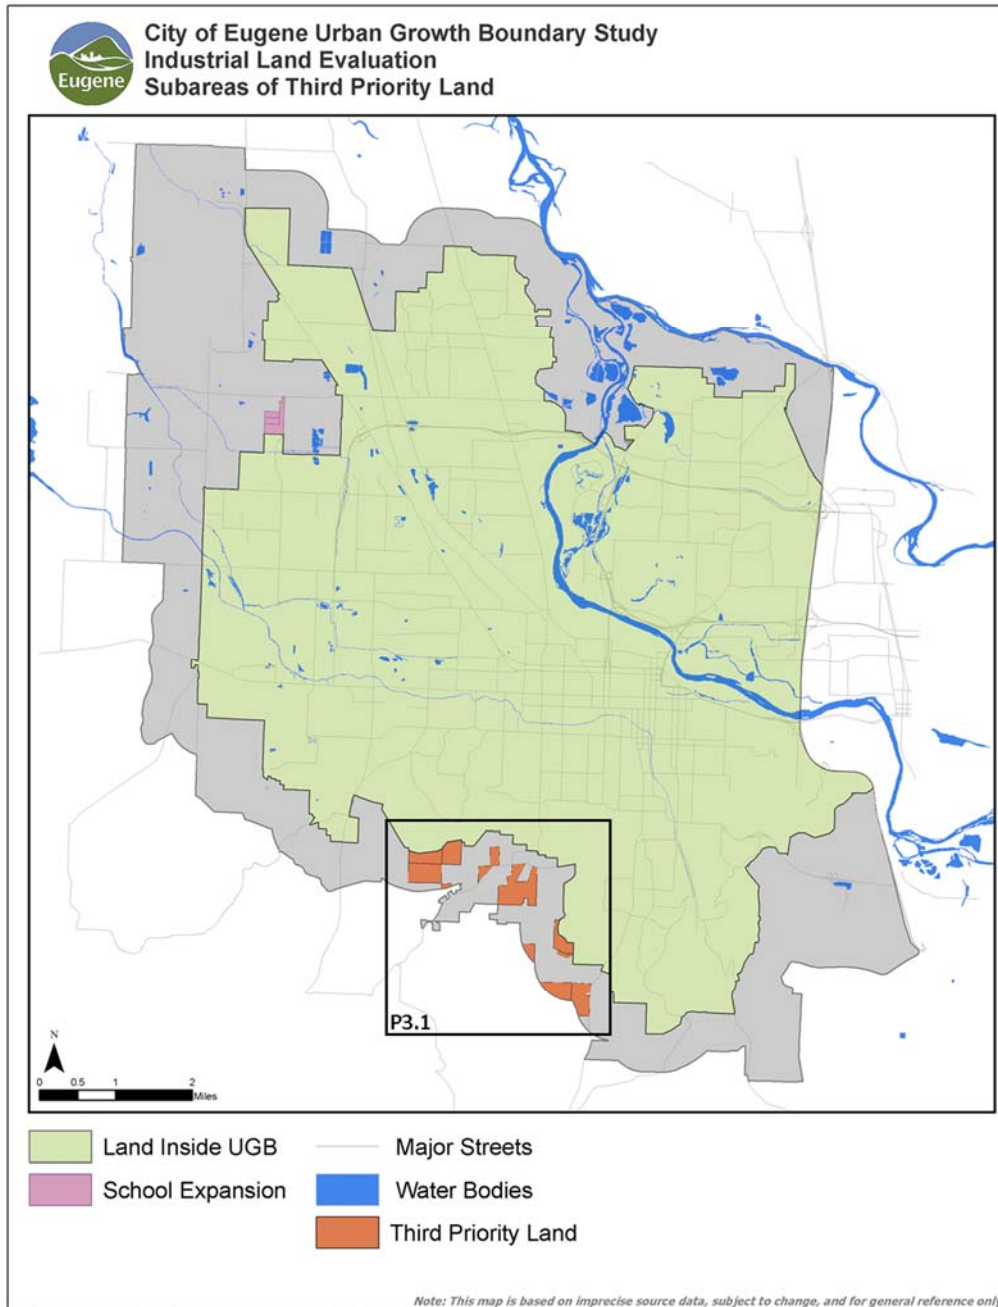 City of Eugene Urban Growth Boundary Study
Industrial Land Evaluation
Subareas of Third Priority Land
Eugene
P3.1
N
0 0.5 1 2
Miles
Land Inside UGB
Major Streets
School Expansion
Water Bodies
Third Priority Land
Note: This map is based on imprecise source data, subject to change, and for general reference only